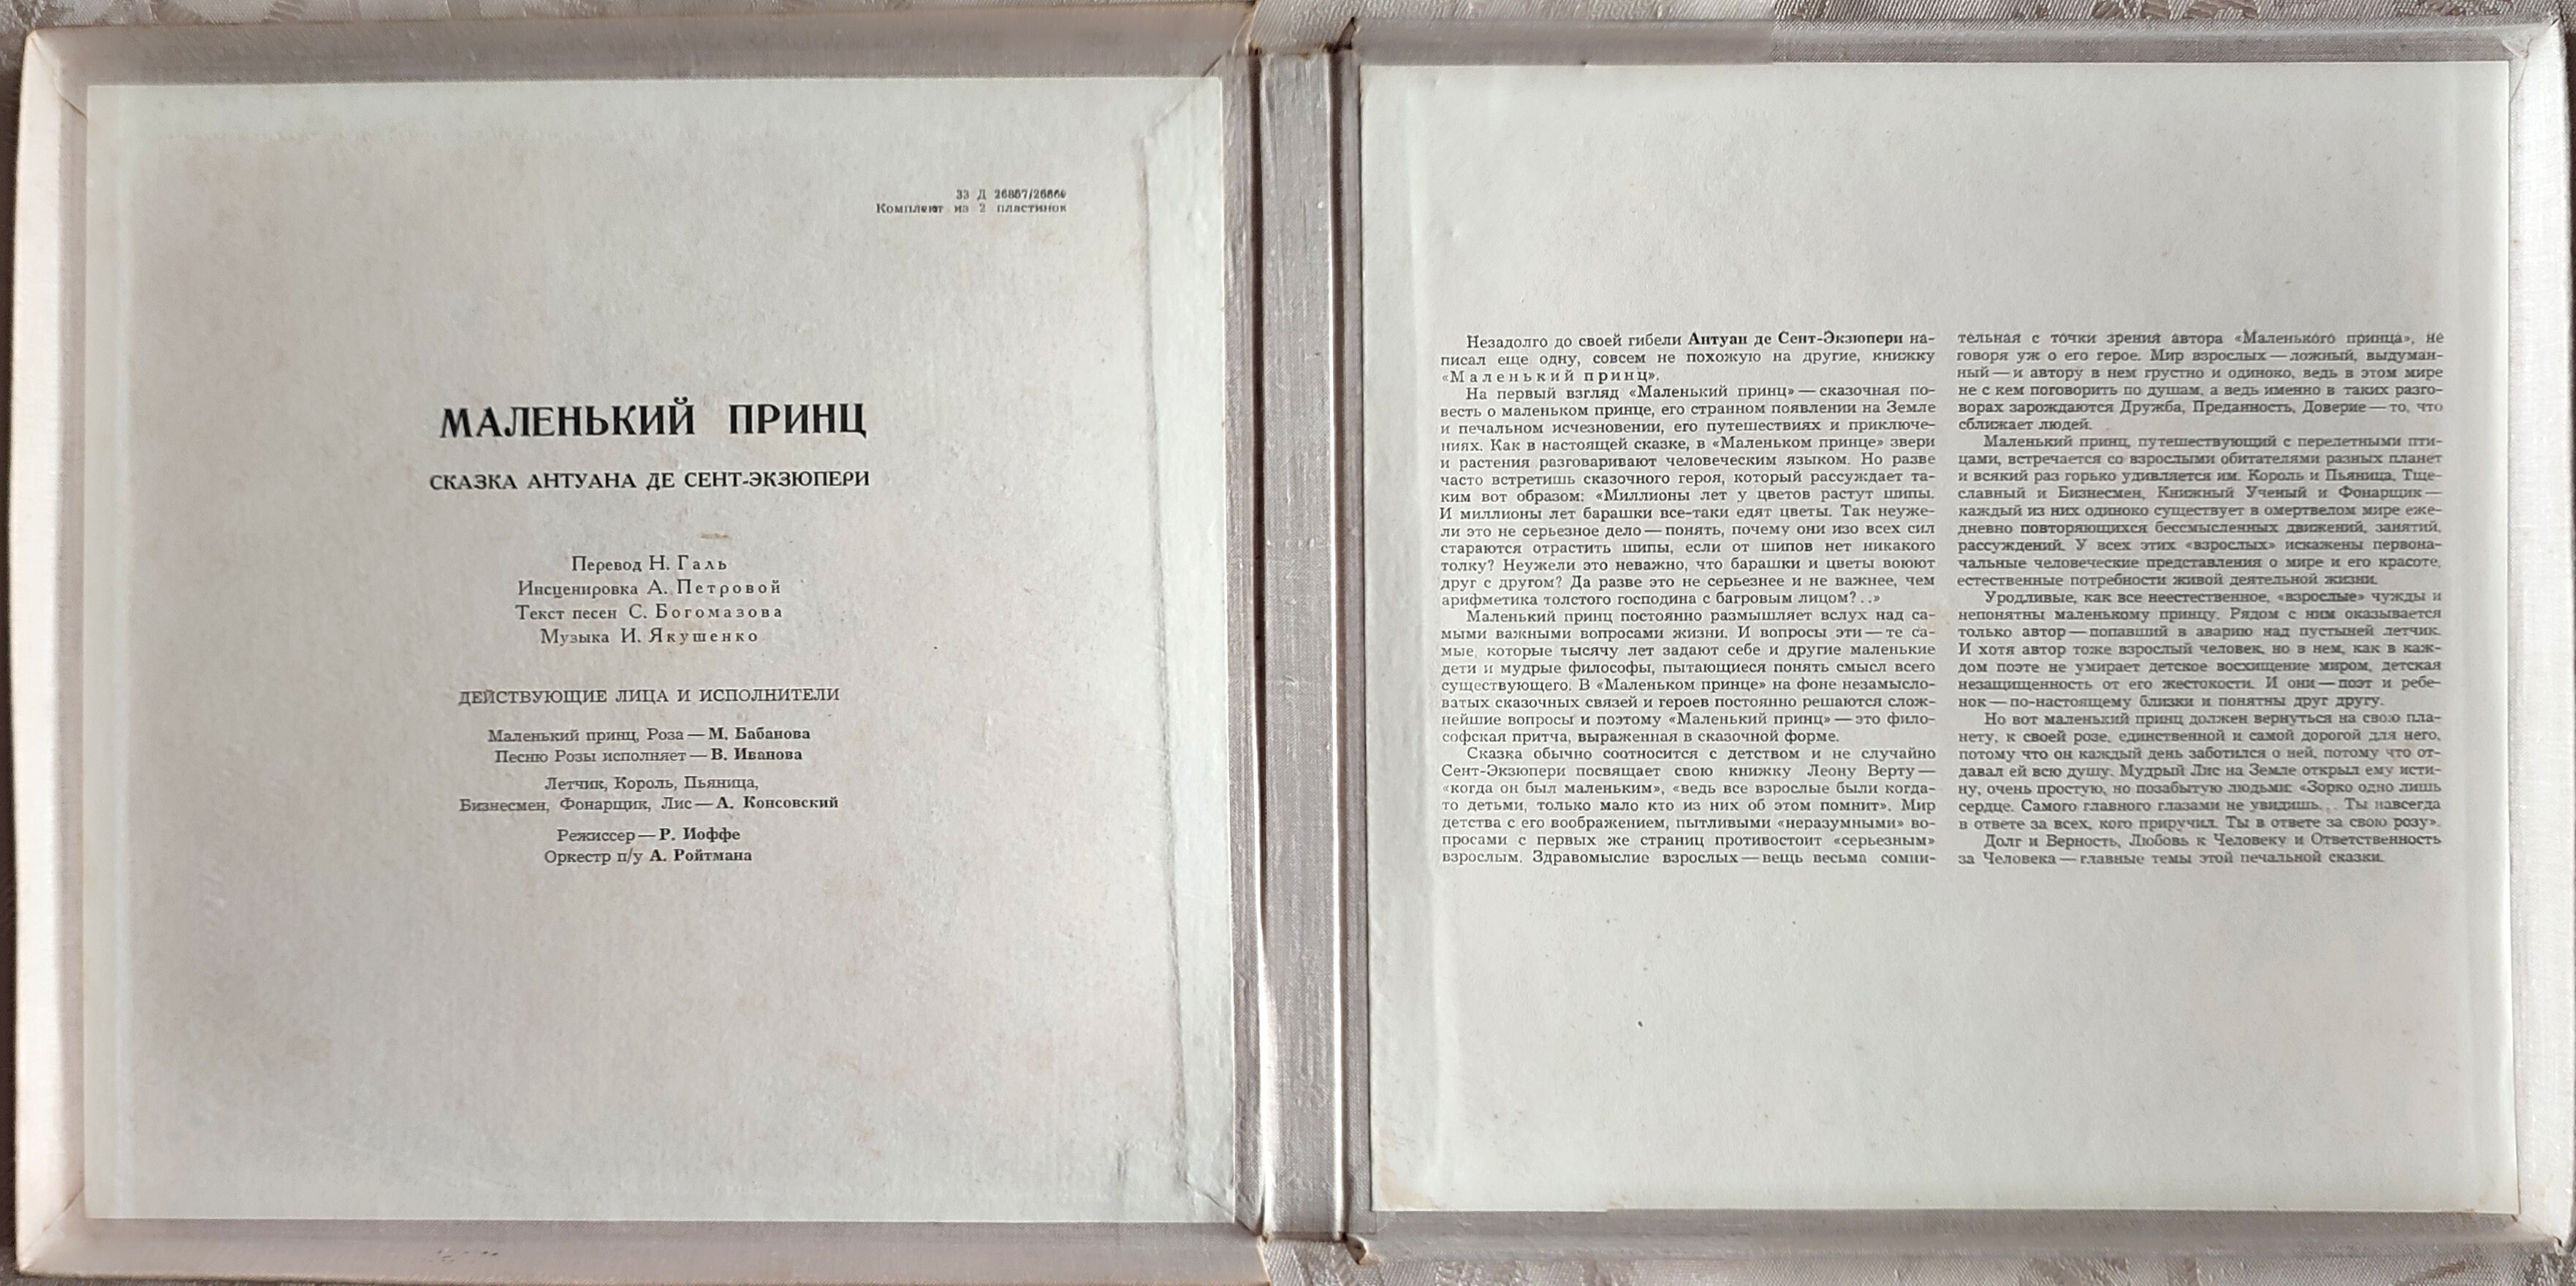 33 Д 26857/26860
Комплект из 2 пластинок
МАЛЕНЬКИЙ ПРИНЦ
СКАЗКА АНТУАНА ДЕ СЕНТ-ЭКЗЮПЕРИ
Перевод Н. Галь
Инсценировка А. Петровой
Текст песен С. Богомазова
Музыка И. Якушенко
ДЕЙСТВУЮЩИЕ ЛИЦА И ИСПОЛНИТЕЛИ
Маленький принц, Роза — М. Бабанова
Песню Розы исполняет — В. Иванова
Летчик, Король, Пьяница,
Бизнесмен, Фонарщик, Лис — А. Консовский
Режиссер — Р. Иоффе
Оркестр п/у А. Ройтмана
Незадолго до своей гибели Антуан де Сент-Экзюпери на-
писал еще одну, совсем не похожую на другие, книжку
«Маленький принц».
На первый взгляд «Маленький принц» — сказочная по-
весть о маленьком принце, его странном появлении на Земле
и печальном исчезновении, его путешествиях и приключе-
ниях. Как в настоящей сказке, в «Маленьком принце» звери
и растения разговаривают человеческим языком. Но разве
часто встретишь сказочного героя, который рассуждает та-
ким вот образом: «Миллионы лет у цветов растут шипы.
И миллионы лет барашки все-таки едят цветы. Так неуже-
ли это не серьезное дело — понять, почему они изо всех сил
стараются отрастить шипы, если от шипов нет никакого
толку? Неужели это неважно, что барашки и цветы воюют
друг с другом? Да разве это не серьезнее и не важнее, чем
арифметика толстого господина с багровым лицом?..»
Маленький принц постоянно размышляет вслух над са-
мыми важными вопросами жизни. И вопросы эти — те са-
мые, которые тысячу лет задают себе и другие маленькие
дети и мудрые философы, пытающиеся понять смысл всего
существующего. В «Маленьком принце» на фоне незамысло-
ватых сказочных связей и героев постоянно решаются слож-
нейшие вопросы и поэтому «Маленький принц» — это фило-
софская притча, выраженная в сказочной форме.
Сказка обычно соотносится с детством и не случайно
Сент-Экзюпери посвящает свою книжку Леону Верту —
«когда он был маленьким», «ведь все взрослые были когда-
то детьми, только мало кто из них об этом помнит». Мир
детства с его воображением, пытливыми «неразумными» во-
просами с первых же страниц противостоит «серьезным»
взрослым. Здравомыслие взрослых — вещь весьма сомни-
тельная с точки зрения автора «Маленького принца», не
говоря уж о его герое. Мир взрослых — ложный, выдуман-
ный — и автору в нем грустно и одиноко, ведь в этом мире
не с кем поговорить по душам, а ведь именно в таких разго-
ворах зарождаются Дружба, Преданность, Доверие — то, что
сближает людей.
Маленький принц, путешествующий с перелетными пти-
цами, встречается со взрослыми обитателями разных планет
и всякий раз горько удивляется им. Король и Пьяница, Тще-
славный и Бизнесмен, Книжный Ученый и Фонарщик —
каждый из них одиноко существует в омертвелом мире еже-
дневно повторяющихся бессмысленных движений, занятий,
рассуждений. У всех этих «взрослых» искажены первона-
чальные человеческие представления о мире и его красоте,
естественные потребности живой деятельной жизни.
Уродливые, как все неестественное, «взрослые» чужды и
непонятны маленькому принцу. Рядом с ним оказывается
только автор — попавший в аварию над пустыней летчик.
И хотя автор тоже взрослый человек, но в нем, как в каж-
дом поэте не умирает детское восхищение миром, детская
незащищенность от его жестокости. И они — поэт и ребе-
нок — по-настоящему близки и понятны друг другу.
Но вот маленький принц должен вернуться на свою пла-
нету, к своей розе, единственной и самой дорогой для него,
потому что он каждый день заботился о ней, потому что от-
давал ей всю душу. Мудрый Лис на Земле открыл ему исти-
ну, очень простую, но позабытую людьми: «Зорко одно лишь
сердце. Самого главного глазами не увидишь... Ты навсегда
в ответе за всех, кого приручил. Ты в ответе за свою розу».
Долг и Верность, Любовь к Человеку и Ответственность
за Человека — главные темы этой печальной сказки.